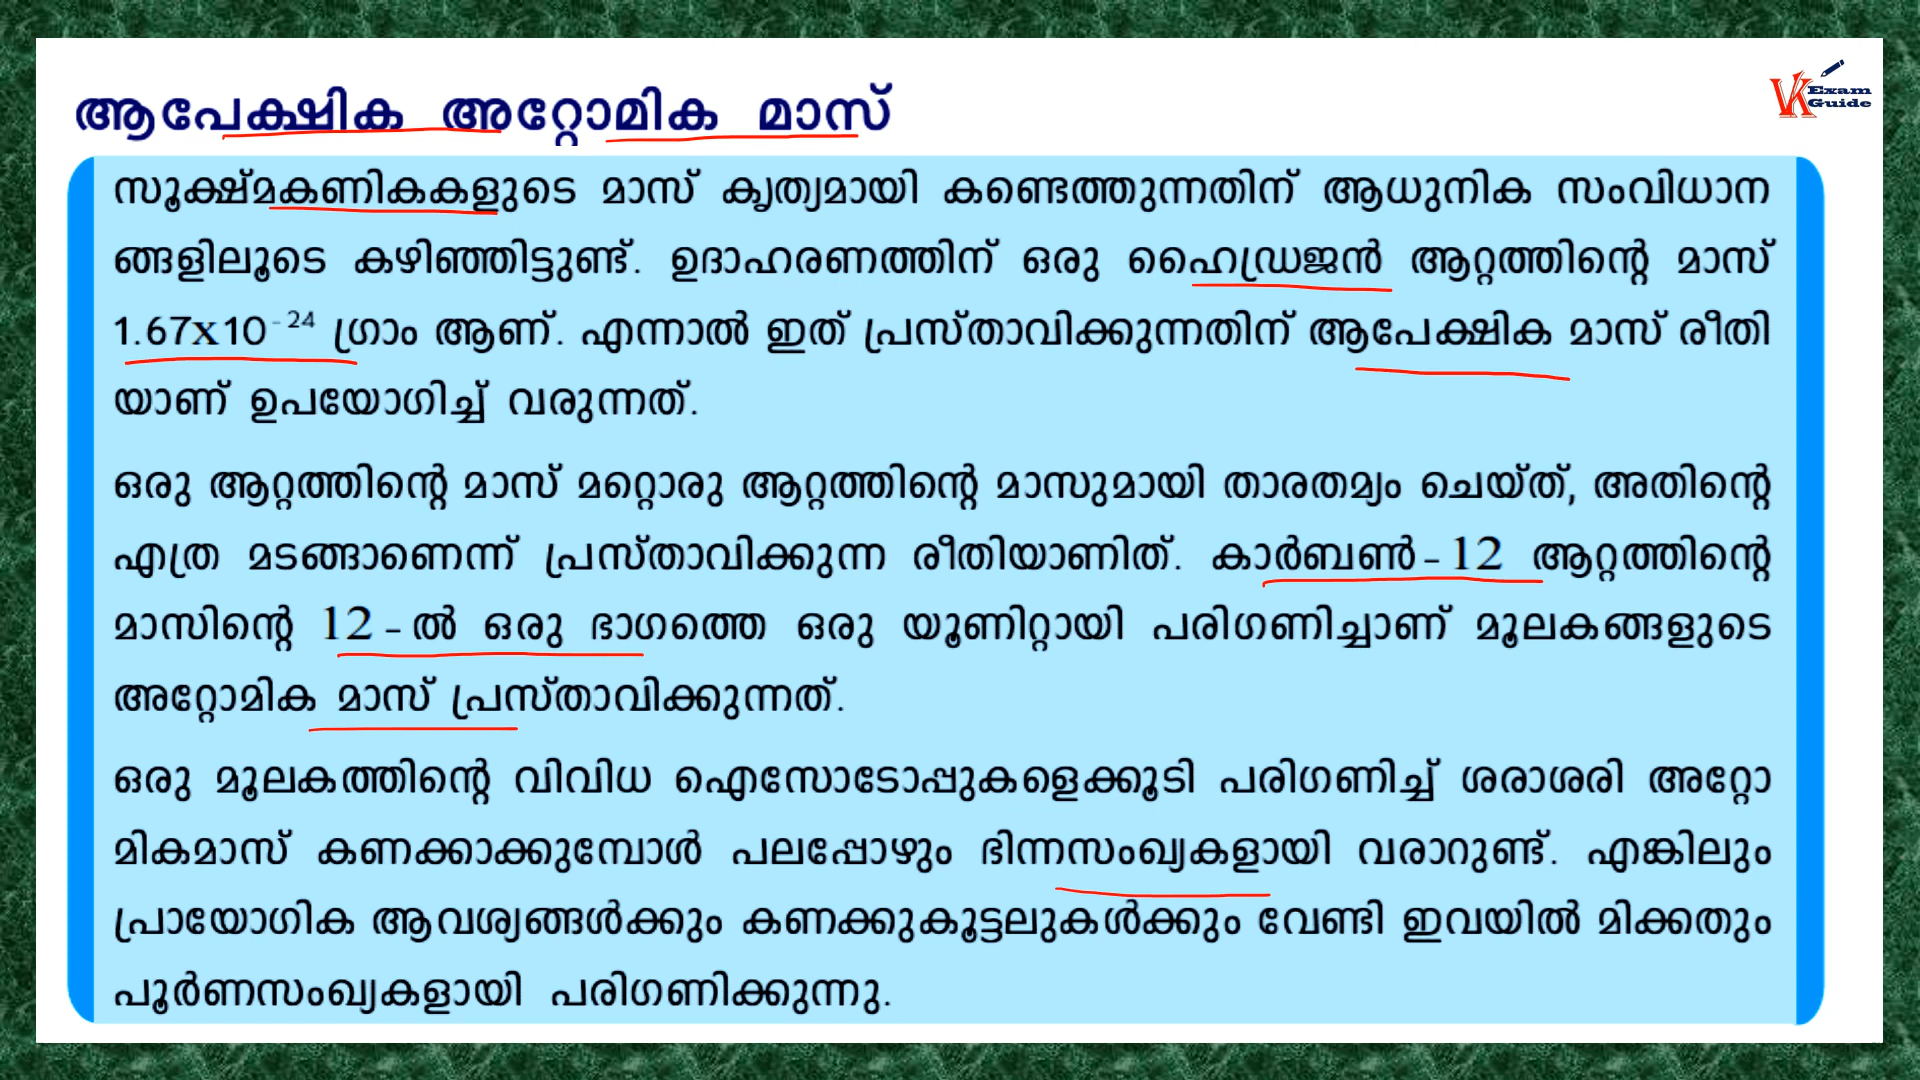 ആപേക്ഷിക അറ്റോമിക മാസ്
VK Exam Guide
സൂക്ഷ്മകണികകളുടെ മാസ് കൃത്യമായി കണ്ടെത്തുന്നതിന് ആധുനിക സംവിധാന
ങ്ങളിലൂടെ കഴിഞ്ഞിട്ടുണ്ട്. ഉദാഹരണത്തിന് ഒരു ഹൈഡ്രജൻ ആറ്റത്തിന്റെ മാസ്
1.67x10⁻²⁴ ഗ്രാം ആണ്. എന്നാൽ ഇത് പ്രസ്താവിക്കുന്നതിന് ആപേക്ഷിക മാസ് രീതി
യാണ് ഉപയോഗിച്ച് വരുന്നത്.
ഒരു ആറ്റത്തിന്റെ മാസ് മറ്റൊരു ആറ്റത്തിന്റെ മാസുമായി താരതമ്യം ചെയ്ത്, അതിന്റെ
എത്ര മടങ്ങാണെന്ന് പ്രസ്താവിക്കുന്ന രീതിയാണിത്. കാർബൺ-12 ആറ്റത്തിന്റെ
മാസിന്റെ 12-ൽ ഒരു ഭാഗത്തെ ഒരു യൂണിറ്റായി പരിഗണിച്ചാണ് മൂലകങ്ങളുടെ
അറ്റോമിക മാസ് പ്രസ്താവിക്കുന്നത്.
ഒരു മൂലകത്തിന്റെ വിവിധ ഐസോടോപ്പുകളെക്കൂടി പരിഗണിച്ച് ശരാശരി അറ്റോ
മികമാസ് കണക്കാക്കുമ്പോൾ പലപ്പോഴും ഭിന്നസംഖ്യകളായി വരാറുണ്ട്. എങ്കിലും
പ്രായോഗിക ആവശ്യങ്ങൾക്കും കണക്കുകൂട്ടലുകൾക്കും വേണ്ടി ഇവയിൽ മിക്കതും
പൂർണസംഖ്യകളായി പരിഗണിക്കുന്നു.